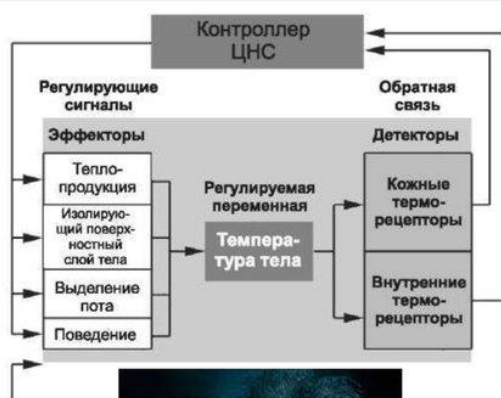 Контроллер
ЦНС
Регулирующие
сигналы
Обратная
связь
Эффекторы
Детекторы
Тепло-
продукция
Изолирую-
щий поверх-
ностный
слой тела
Выделение
пота
Поведение
Регулируемая
переменная
Темпера-
тура тела
Кожные
термо-
рецепторы
Внутренние
термо-
рецепторы